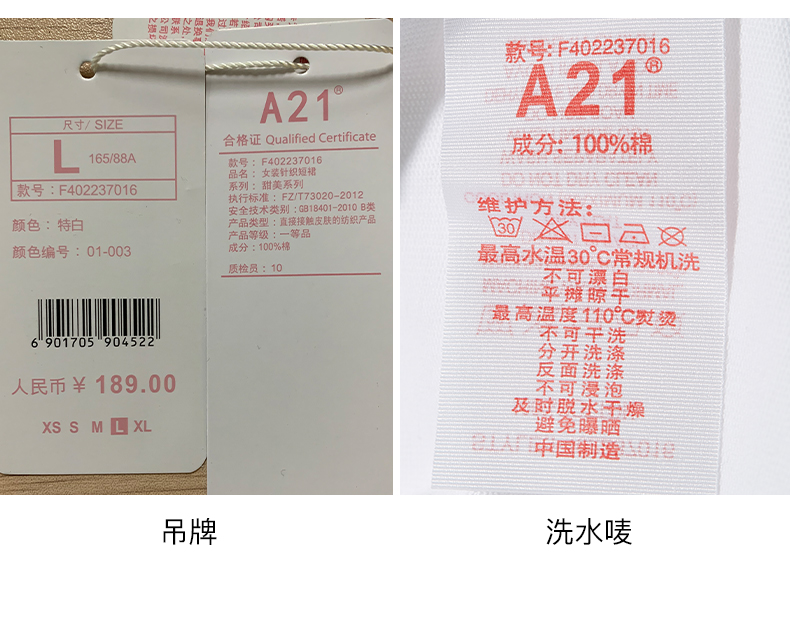 尺寸/ SIZE
L 165/88A
款号：F402237016
颜色：特白
颜色编号：01-003
6 901705 904522
人民币￥189.00
XS S M L XL
A21®
合格证 Qualified Certificate
款号：F402237016
品名：女装针织短裙
系列：甜美系列
执行标准：FZ/T73020-2012
安全技术类别：GB18401-2010 B类
产品类型：直接接触皮肤的纺织产品
产品等级：一等品
成分：100%棉
质检员：10
款号: F402237016
A21®
成分: 100%棉
维护方法:
30
最高水温30°C常规机洗
不可漂白
平摊晾干
最高温度110°C熨烫
不可干洗
分开洗涤
反面洗涤
不可浸泡
及时脱水干燥
避免曝晒
中国制造
吊牌
洗水唛